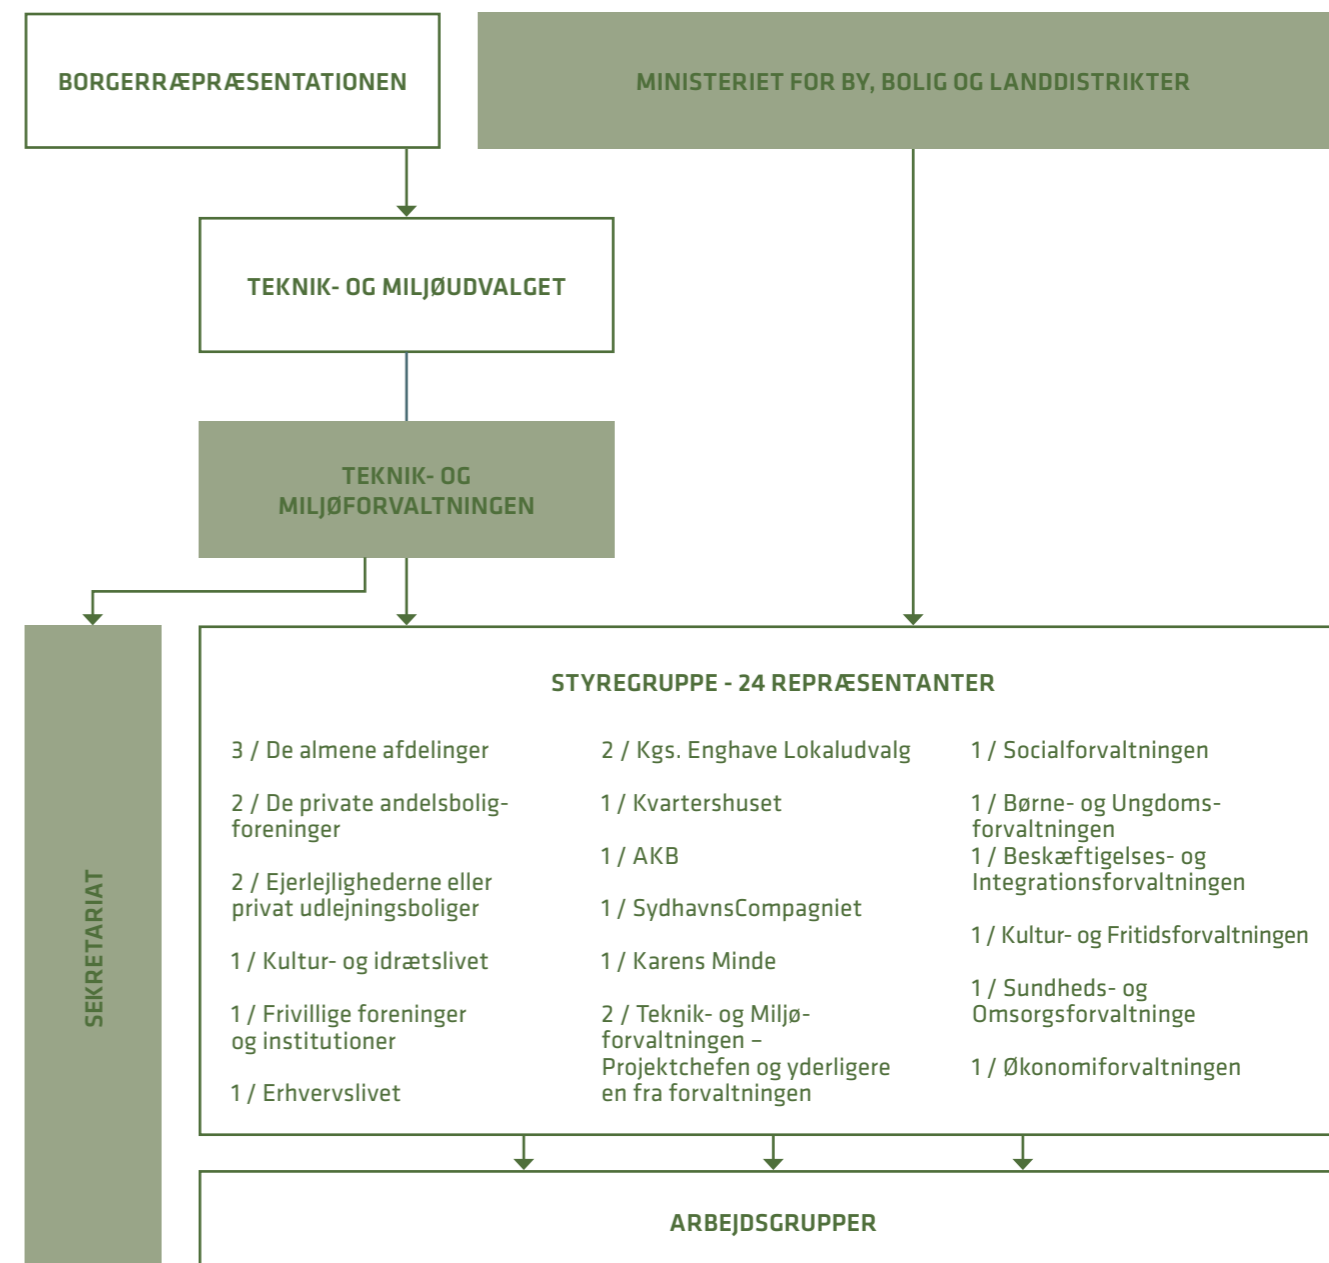 BORGERRÆPRÆSENTATIONEN
MINISTERIET FOR BY, BOLIG OG LANDDISTRIKTER
TEKNIK- OG MILJØUDVALGET
TEKNIK- OG
MILJØFORVALTNINGEN
SEKRETARIAT
STYREGRUPPE - 24 REPRÆSENTANTER
3 / De almene afdelinger
2 / De private andelsbolig-
foreninger
2 / Ejerlejlighederne eller
privat udlejningsboliger
1 / Kultur- og idrætslivet
1 / Frivillige foreninger
og institutioner
1 / Erhvervslivet
2 / Kgs. Enghave Lokaludvalg
1 / Kvartershuset
1 / AKB
1 / SydhavnsCompagniet
1 / Karens Minde
2 / Teknik- og Miljø-
forvaltningen –
Projektchefen og yderligere
en fra forvaltningen
1 / Socialforvaltningen
1 / Børne- og Ungdoms-
forvaltningen
1 / Beskæftigelses- og
Integrationsforvaltningen
1 / Kultur- og Fritidsforvaltningen
1 / Sundheds- og
Omsorgsforvaltninge
1 / Økonomiforvaltningen
ARBEJDSGRUPPER